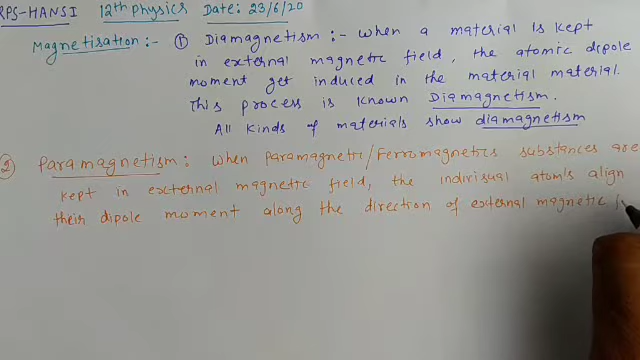 RPS-HANSI 12th Physics Date: 23/6/20
Magnetisation :- ① Diamagnetism :- When a material is kept
in external magnetic field, the atomic dipole
moment get induced in the material material.
This process is known Diamagnetism.
All kinds of materials show diamagnetism
② Paramagnetism : When Paramagnetic/Ferromagnetics substances are
kept in external magnetic field, the indivisual atom's align
their dipole moment along the direction of external magnetic